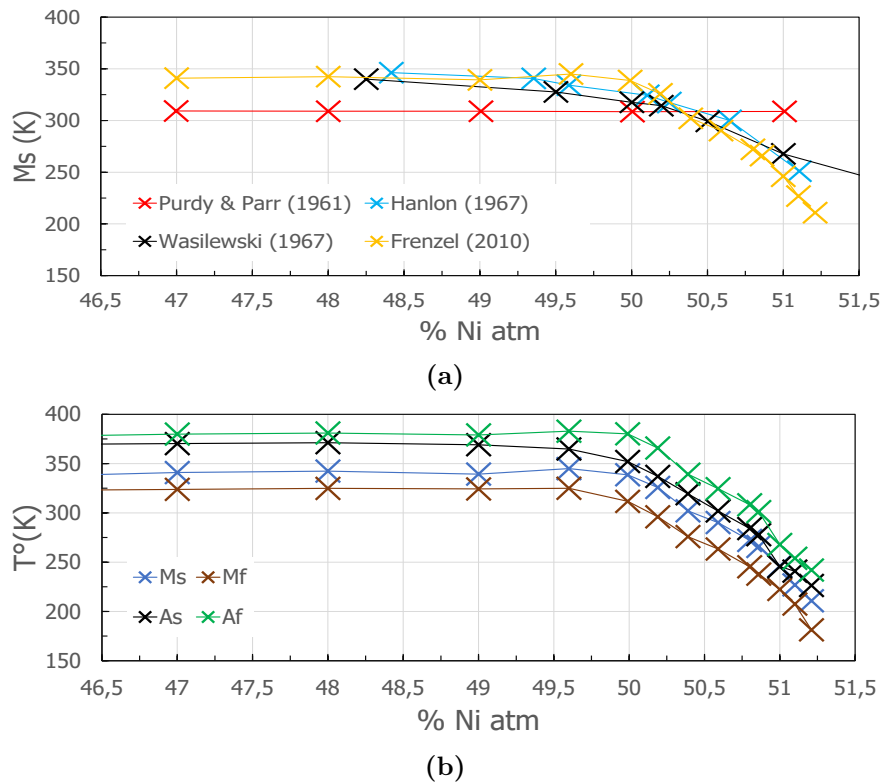 400
350
300
250
200
150
Ms (K)
Purdy & Parr (1961)
Hanlon (1967)
Wasilewski (1967)
Frenzel (2010)
46,5 47 47,5 48 48,5 49 49,5 50 50,5 51 51,5
% Ni atm
(a)
400
350
300
250
200
150
T°(K)
Ms
Mf
As
Af
46,5 47 47,5 48 48,5 49 49,5 50 50,5 51 51,5
% Ni atm
(b)